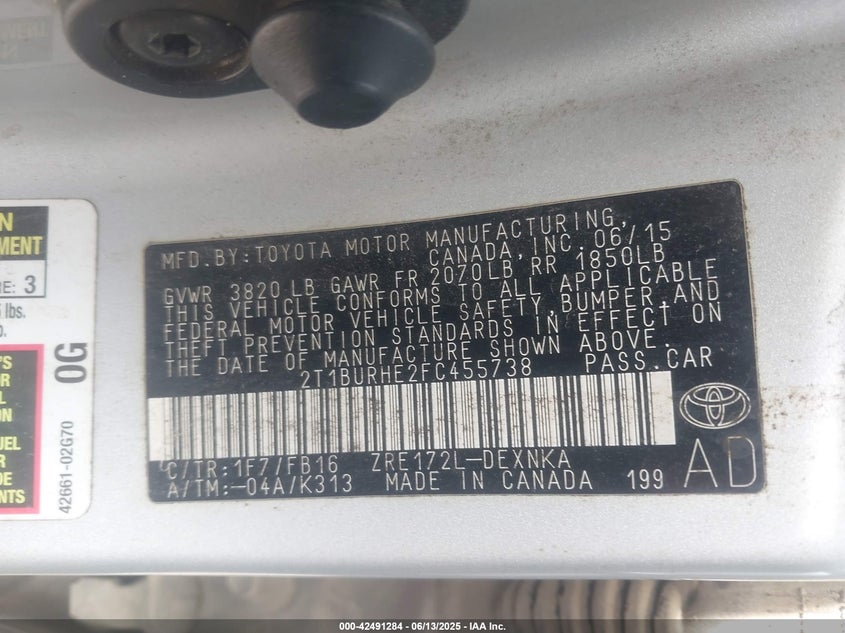 MFD. BY: TOYOTA MOTOR MANUFACTURING,
CANADA, INC. 06/15
GVWR 3820 LB GAWR FR 2070LB RR 1850LB
THIS VEHICLE CONFORMS TO ALL APPLICABLE
FEDERAL MOTOR VEHICLE SAFETY, BUMPER, AND
THEFT PREVENTION STANDARDS IN EFFECT ON
THE DATE OF MANUFACTURE SHOWN ABOVE.
2T1BURHE2FC455738 PASS. CAR
C/TR: 1F7/FB16 ZRE172L-DEXNKA
A/TM: -04A/K313 MADE IN CANADA 199
AD
3
lbs.
0G
42661-02G70
000-42491284 - 06/13/2025 - IAA Inc.